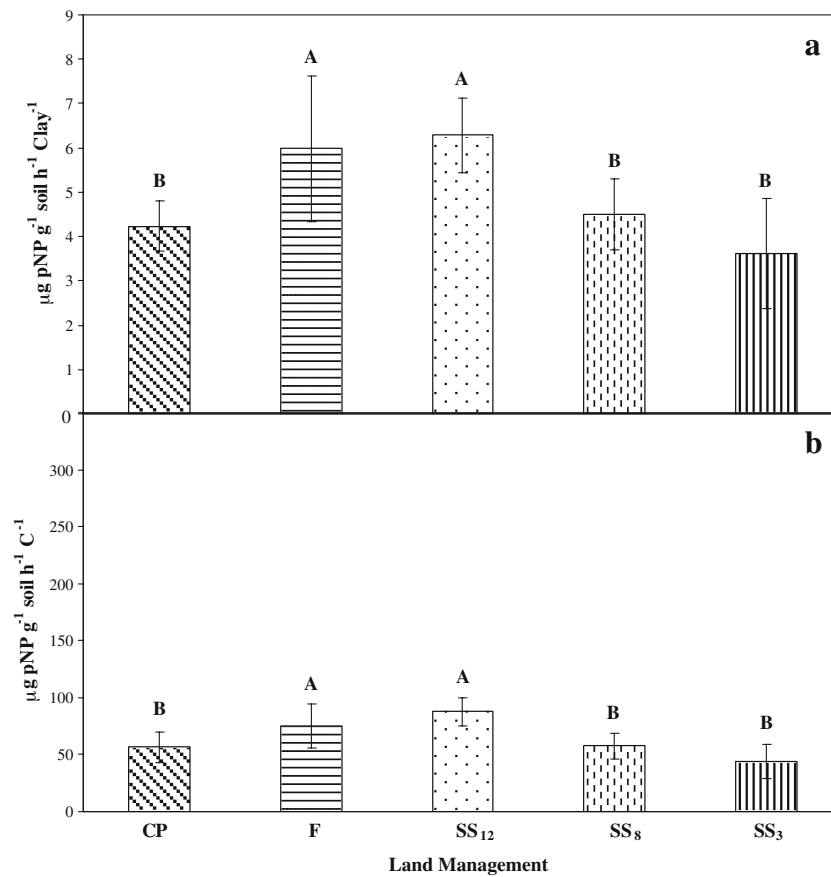 a
μg pNP g⁻¹ soil h⁻¹ Clay⁻¹
9
8
7
6
5
4
3
2
1
0
B
A
A
B
B
b
μg pNP g⁻¹ soil h⁻¹ C⁻¹
300
250
200
150
100
50
0
B
A
A
B
B
CP F SS₁₂ SS₈ SS₃
Land Management